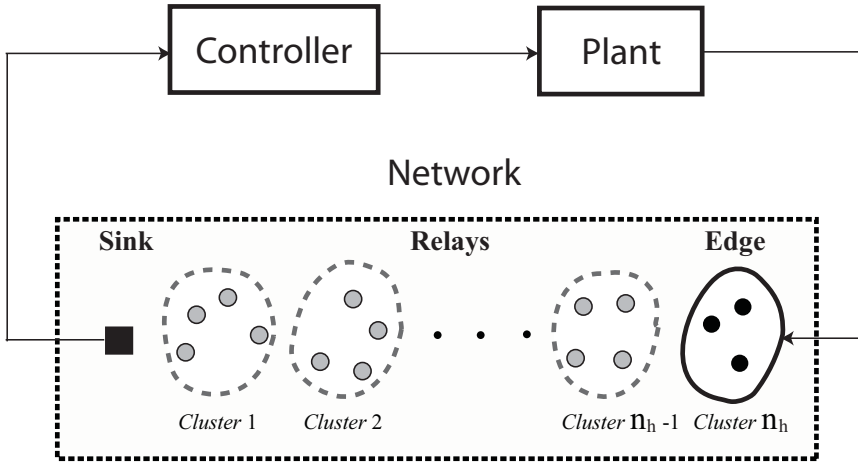 Controller Plant
Network
Sink Relays Edge
Cluster 1 Cluster 2 Cluster nh -1 Cluster nh